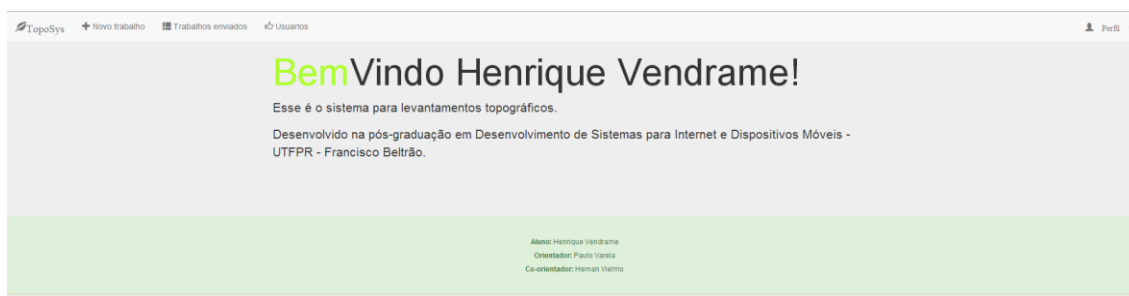 TopoSys Novo trabalho Trabalhos enviados Usuarios Perfil
BemVindo Henrique Vendrame!
Esse é o sistema para levantamentos topográficos.
Desenvolvido na pós-graduação em Desenvolvimento de Sistemas para Internet e Dispositivos Móveis -
UTFPR - Francisco Beltrão.
Aluno: Henrique Vendrame
Orientador: Paulo Varela
Co-orientador: Hernan Vielmo